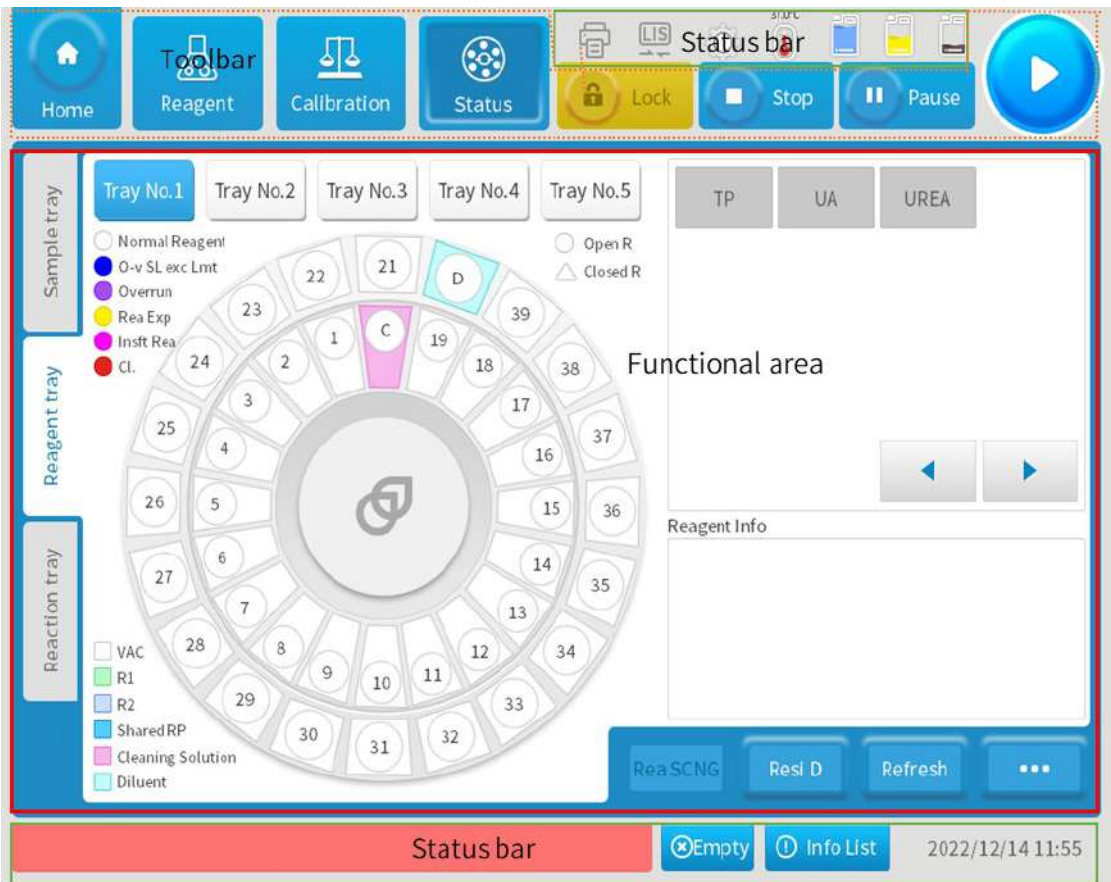 Toolbar
Status bar
37.0°C
LIS
Home
Reagent
Calibration
Status
Lock
Stop
Pause
Sample tray
Reagent tray
Reaction tray
Tray No.1 Tray No.2 Tray No.3 Tray No.4 Tray No.5
Normal Reagent
O-v SL exc Lmt
Overrun
Rea Exp
Insft Rea
Cl.
Open R
Closed R
21
D
39
38
37
36
35
34
33
32
31
30
29
28
27
26
25
24
23
22
C
19
18
17
16
15
14
13
12
11
10
9
8
7
6
5
4
3
2
1
VAC
R1
R2
Shared RP
Cleaning Solution
Diluent
Functional area
TP UA UREA
Reagent Info
Rea SCNG Resi D Refresh •••
Status bar
Empty
Info List
2022/12/14 11:55